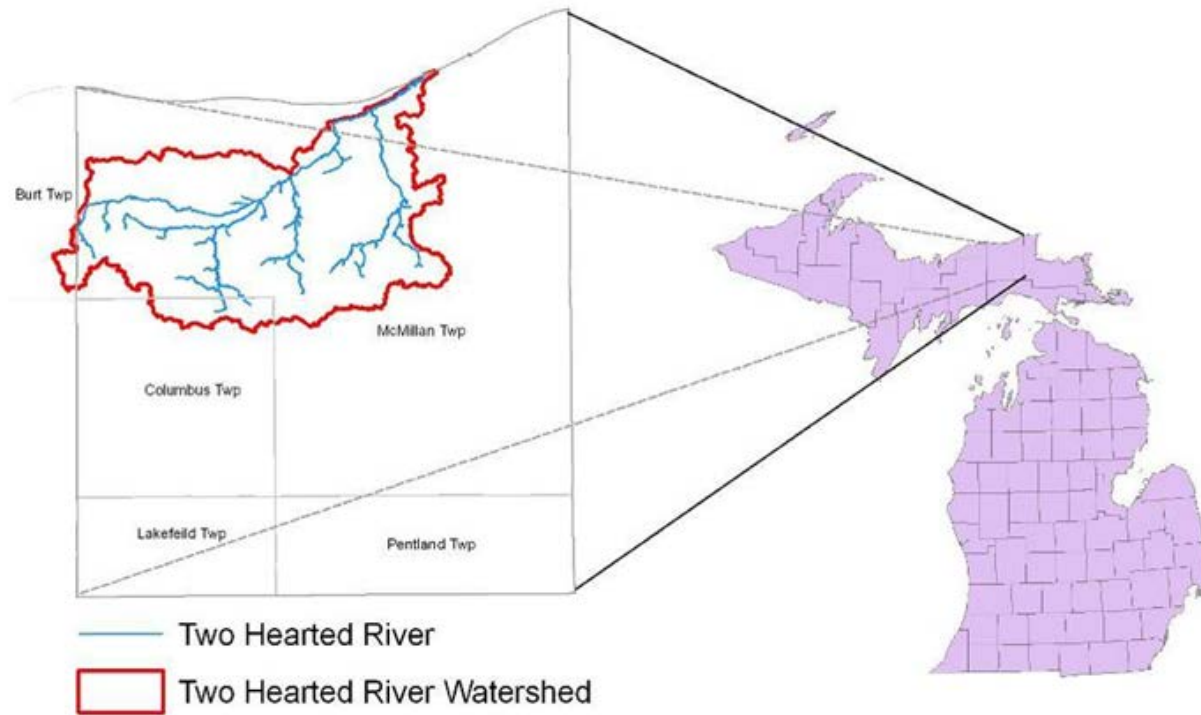 Burt Twp
McMillan Twp
Columbus Twp
Lakefeild Twp
Pentland Twp
Two Hearted River
Two Hearted River Watershed